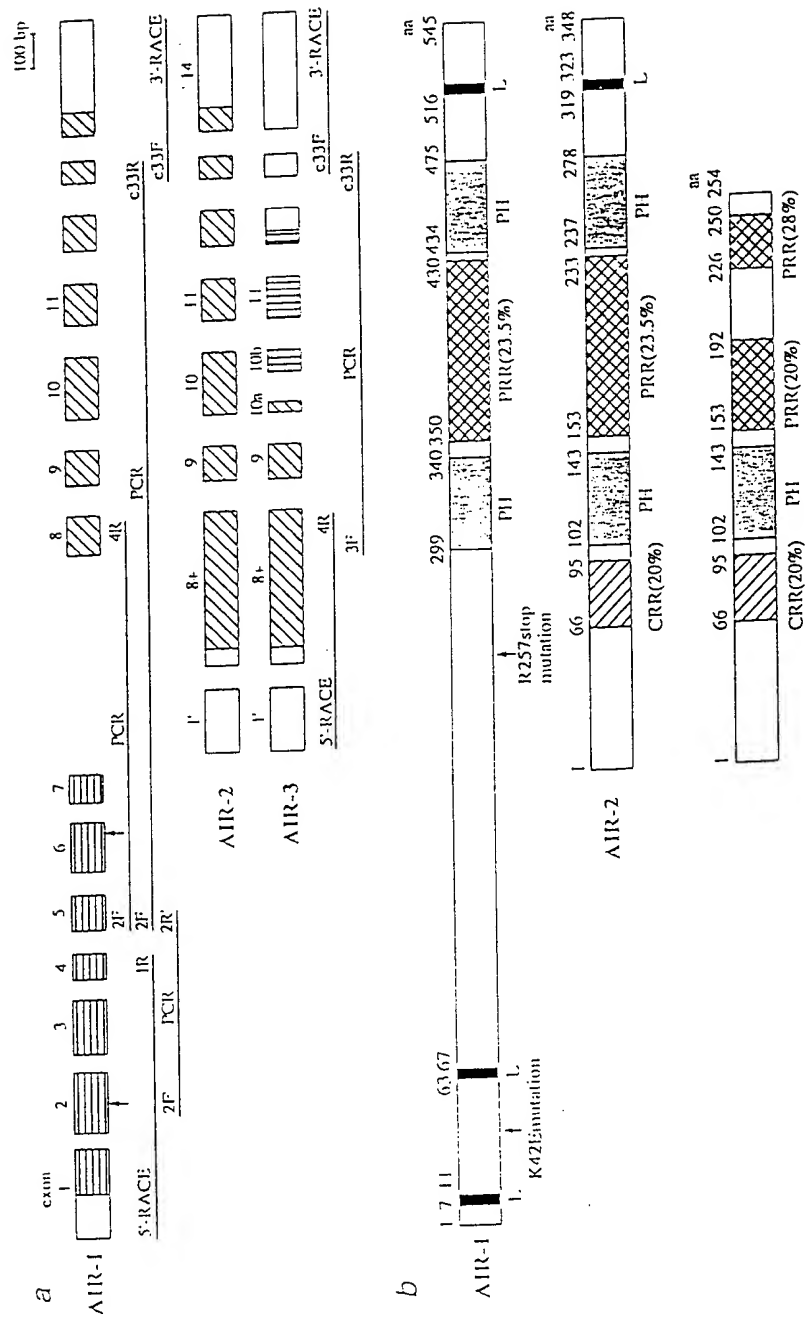 a
100 bp
exon
1 2 3 4 5 6 7 8 9 10 11
AIR-1
5'-RACE
1R
2F PCR 2R'
2F PCR 4R
2F PCR c33R
c33F 3'-RACE
1' 8+ 9 10 11 14
AIR-2
1' 8+ 9 10a 10b 11
AIR-3
5'-RACE 4R
3F PCR c33R
c33F 3'-RACE
b
1 7 11 63 67 299 340 350 430 434 475 516 545 aa
AIR-1
L L PH PRR(23.5%) PH L
K42Emutation
R257stop
mutation
1 66 95 102 143 153 233 237 278 319 323 348 aa
AIR-2
CRR(20%) PH PRR(23.5%) PH L
1 66 95 102 143 153 192 226 250 254 aa
CRR(20%) PH PRR(20%) PRR(28%)